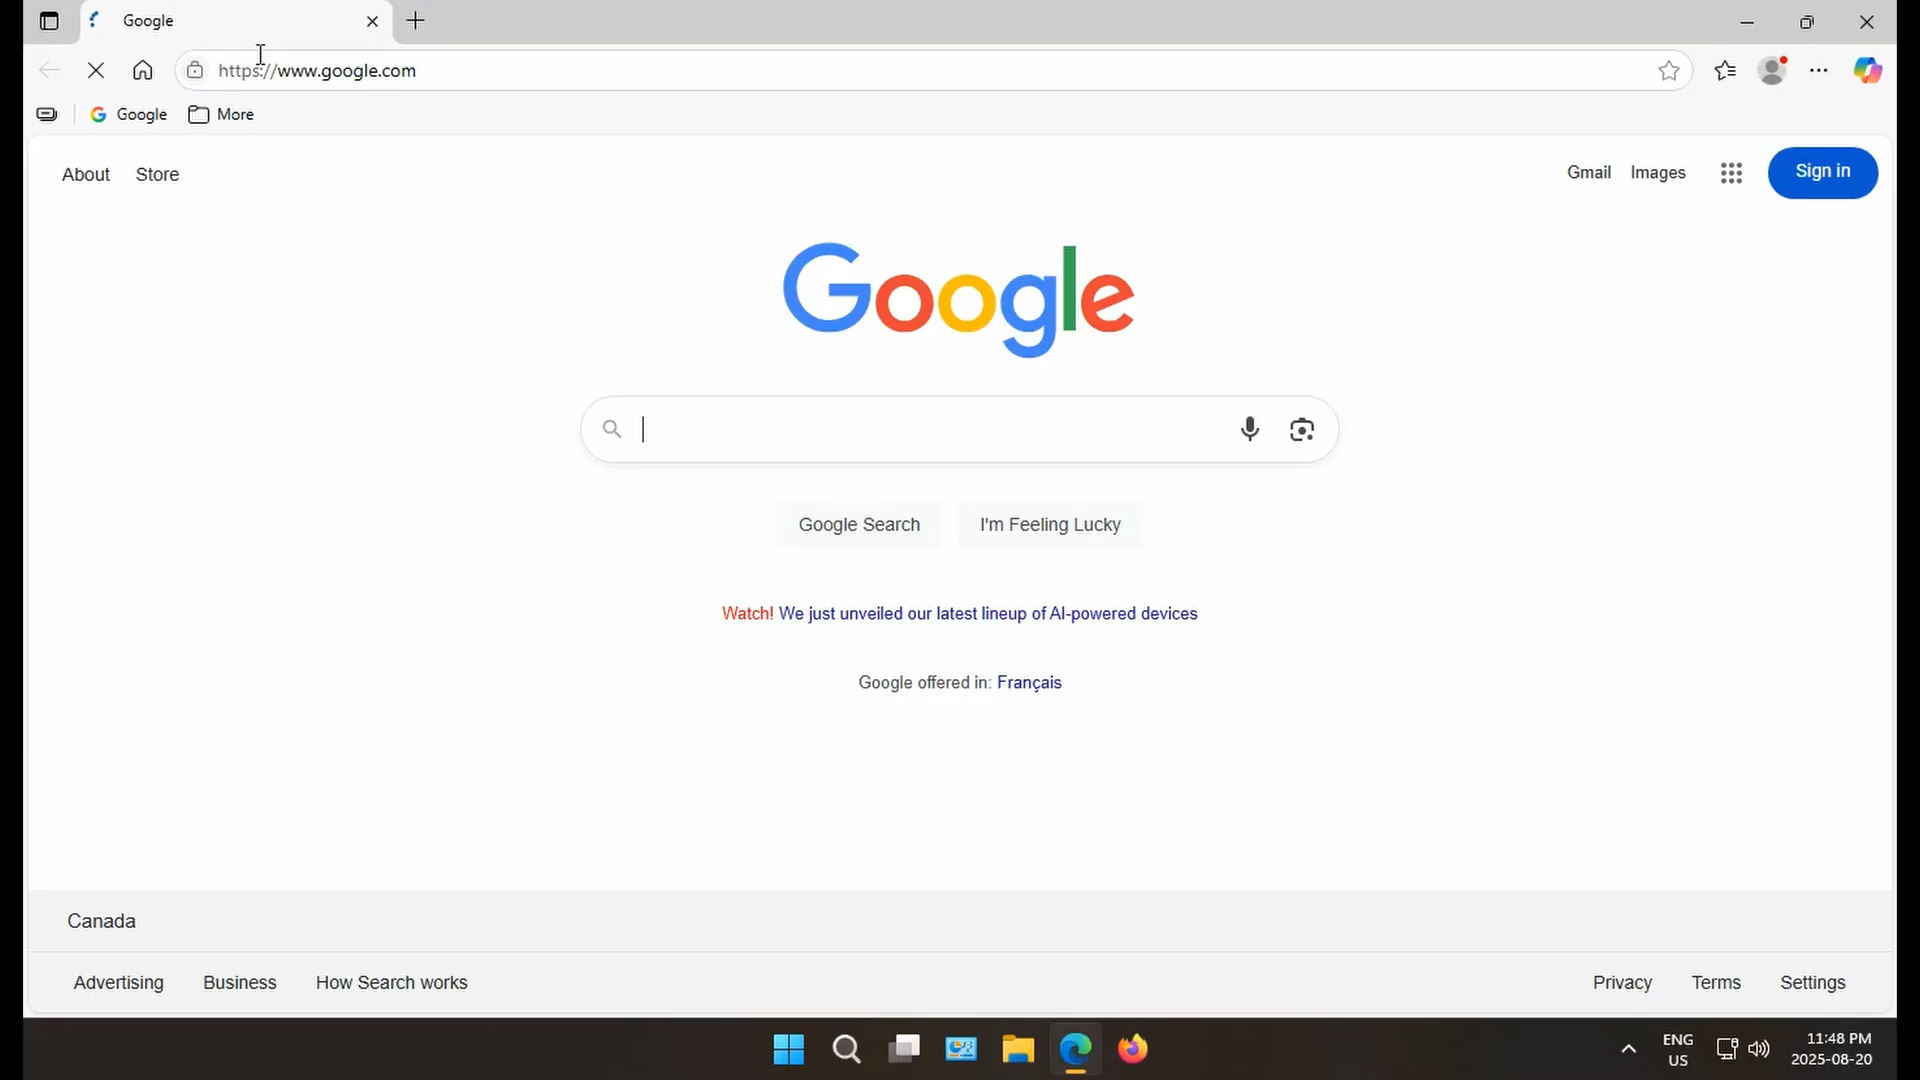 Google
https://www.google.com
Google More
About Store
Gmail Images Sign in
Google
Google Search I'm Feeling Lucky
Watch! We just unveiled our latest lineup of AI-powered devices
Google offered in: Français
Canada
Advertising Business How Search works
Privacy Terms Settings
ENG
US
11:48 PM
2025-08-20